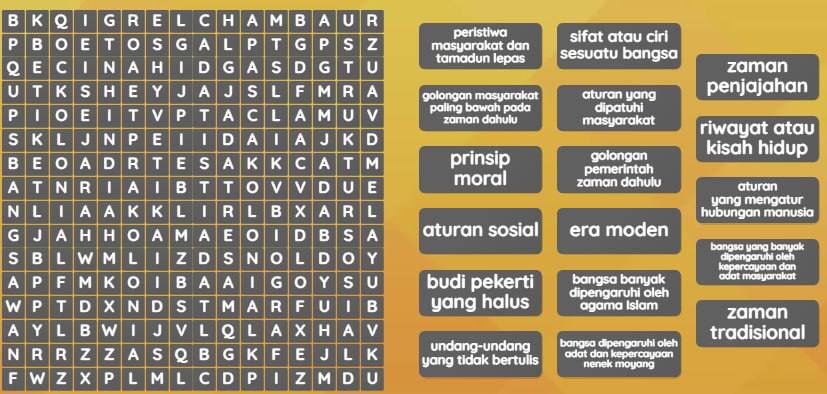 B K Q I G R E L C H A M B A U R
P B O E T O S G A L P T G P S Z
Q E C I N A H I D G A S D G T U
U T K S H E Y J A J S L F M R A
P I O E I T V P T A C L A M U V
S K L J N P E I I D A I A J K D
B E O A D R T E S A K K C A T M
A T N R I A I B T T O V V D U E
N L I A A K K L I R L B X A R L
G J A H H O A M A E O I D B S A
S B L W M L I Z D S N O L D O Y
A P F M K O I B A A I G O Y S U
W P T D X N D S T M A R F U I B
A Y L B W I J V L Q L A X H A V
N R R Z Z A S Q B G K F E J L K
F W Z X P L M L C D P I Z M D U
peristiwa
masyarakat dan
tamadun lepas
sifat atau ciri
sesuatu bangsa
zaman
penjajahan
golongan masyarakat
paling bawah pada
zaman dahulu
aturan yang
dipatuhi
masyarakat
riwayat atau
kisah hidup
prinsip
moral
golongan
pemerintah
zaman dahulu
aturan
yang mengatur
hubungan manusia
aturan sosial
era moden
bangsa yang banyak
dipengaruhi oleh
kepercayaan dan
adat masyarakat
budi pekerti
yang halus
bangsa banyak
dipengaruhi oleh
agama Islam
zaman
tradisional
undang-undang
yang tidak bertulis
bangsa dipengaruhi oleh
adat dan kepercayaan
nenek moyang